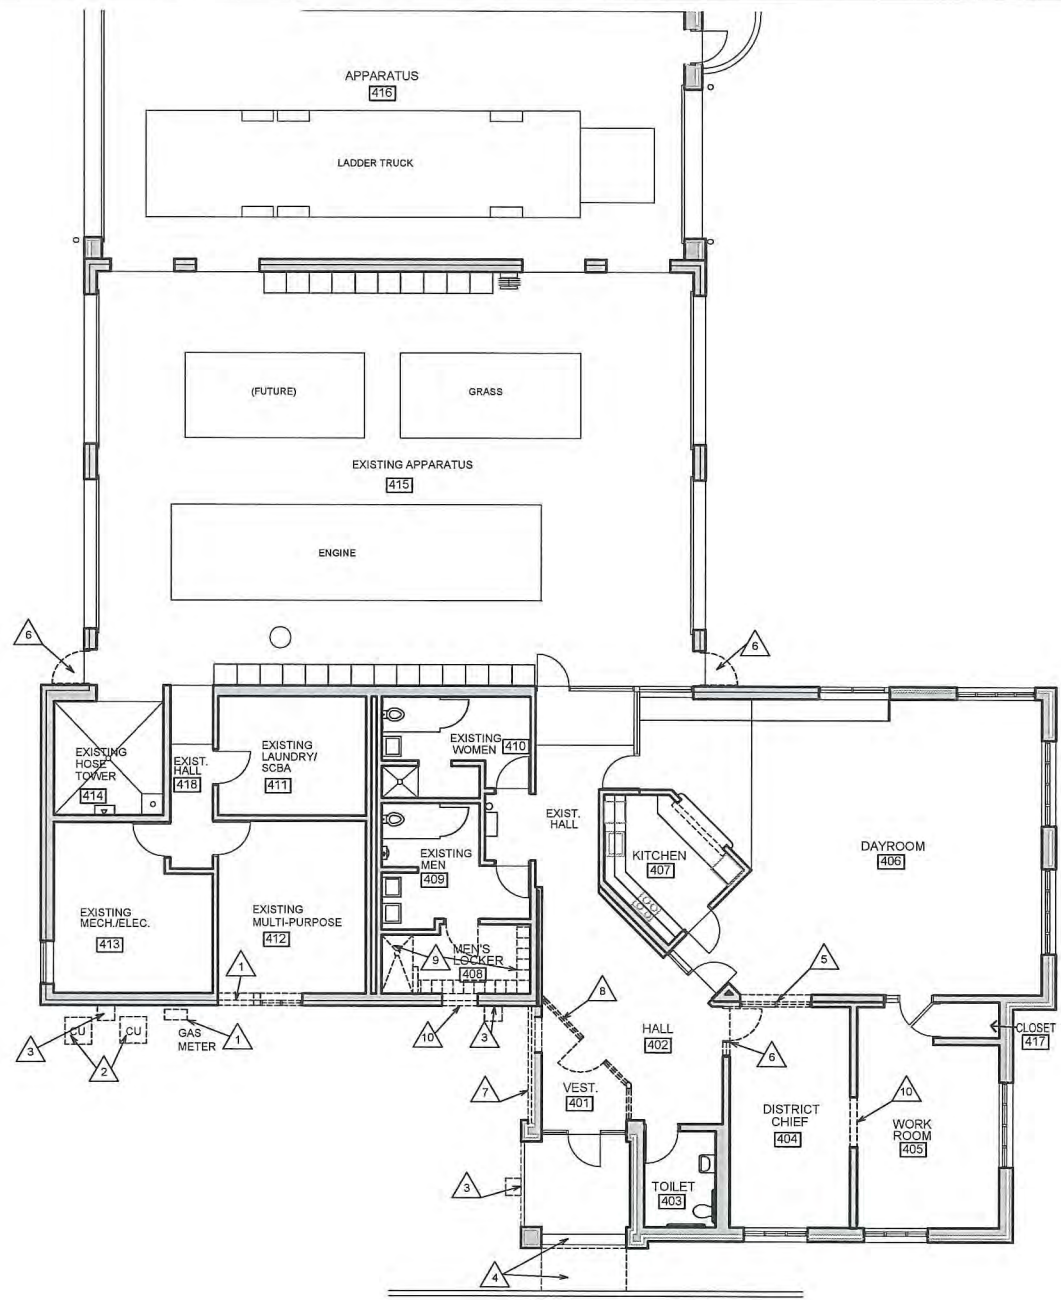 APPARATUS
416
LADDER TRUCK
(FUTURE)
GRASS
EXISTING APPARATUS
415
ENGINE
6
6
EXISTING
HOSE
TOWER
414
EXIST.
HALL
418
EXISTING
LAUNDRY/
SCBA
411
EXISTING
WOMEN
410
EXIST.
HALL
EXISTING
MEN
409
KITCHEN
407
DAYROOM
406
EXISTING
MECH./ELEC.
413
EXISTING
MULTI-PURPOSE
412
MEN'S
LOCKER
408
9
5
1
8
CU
CU
GAS
METER
3
2
1
10
3
HALL
402
6
CLOSET
417
7
VEST.
401
DISTRICT
CHIEF
404
10
WORK
ROOM
405
3
TOILET
403
4